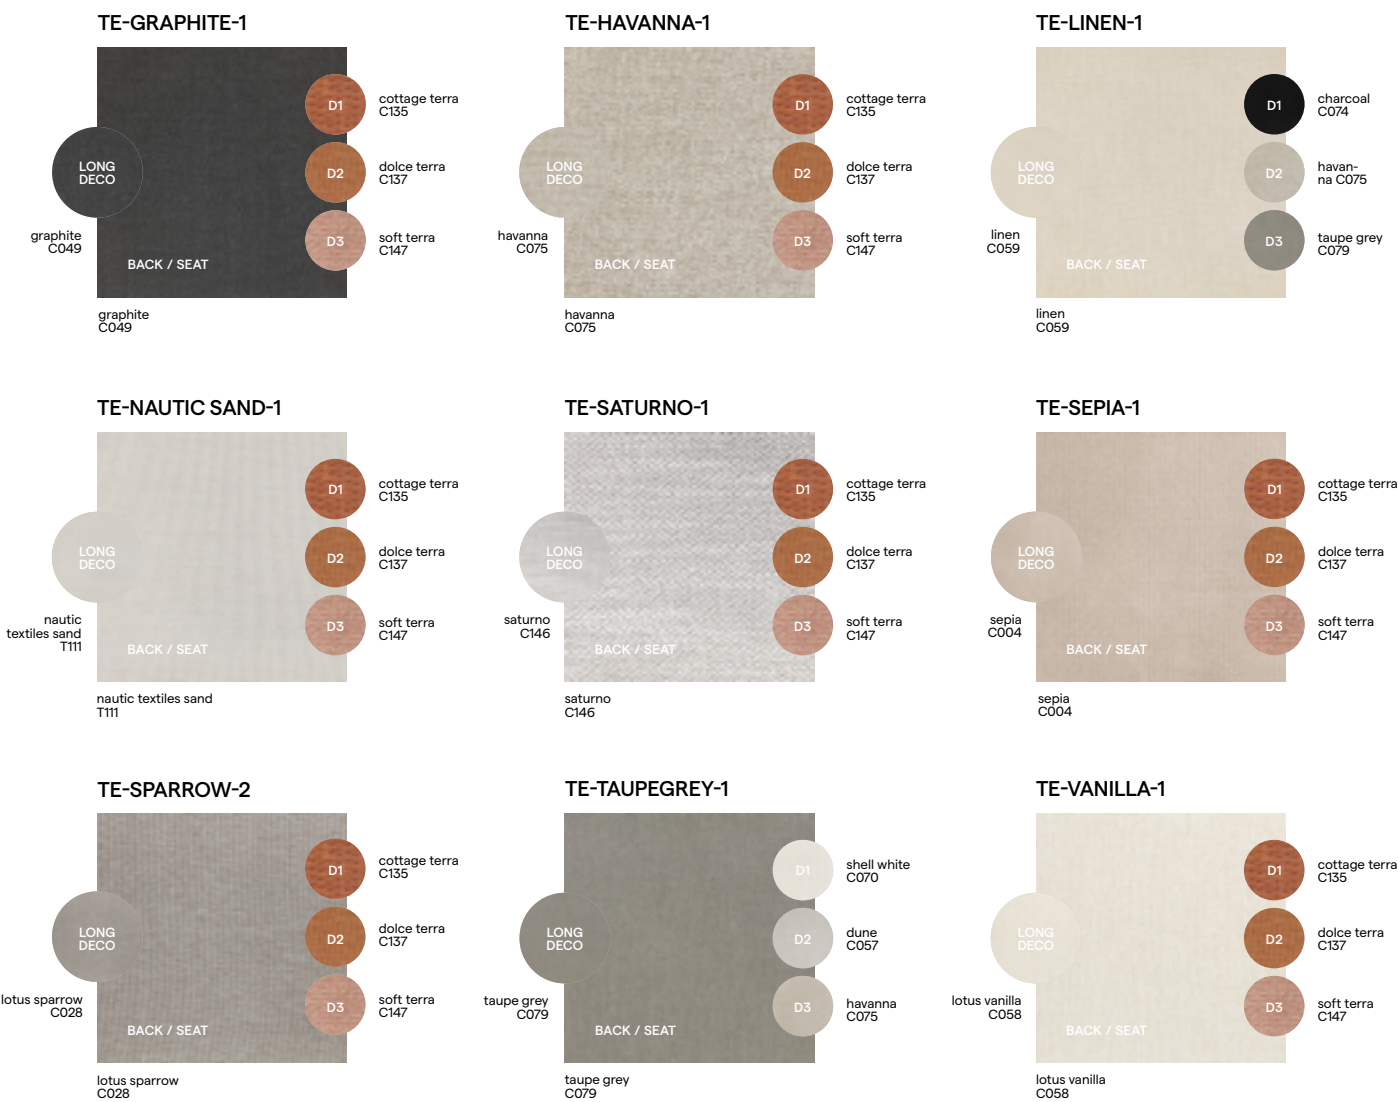 TE-GRAPHITE-1
D1
cottage terra
C135
LONG
DECO
D2
dolce terra
C137
graphite
C049
D3
soft terra
C147
BACK / SEAT
graphite
C049
TE-HAVANNA-1
D1
cottage terra
C135
LONG
DECO
D2
dolce terra
C137
havanna
C075
D3
soft terra
C147
BACK / SEAT
havanna
C075
TE-LINEN-1
D1
charcoal
C074
LONG
DECO
D2
havan-
na C075
linen
C059
D3
taupe grey
C079
BACK / SEAT
linen
C059
TE-NAUTIC SAND-1
D1
cottage terra
C135
LONG
DECO
D2
dolce terra
C137
nautic
textiles sand
T111
D3
soft terra
C147
BACK / SEAT
nautic textiles sand
T111
TE-SATURNO-1
D1
cottage terra
C135
LONG
DECO
D2
dolce terra
C137
saturno
C146
D3
soft terra
C147
BACK / SEAT
saturno
C146
TE-SEPIA-1
D1
cottage terra
C135
LONG
DECO
D2
dolce terra
C137
sepia
C004
D3
soft terra
C147
BACK / SEAT
sepia
C004
TE-SPARROW-2
D1
cottage terra
C135
LONG
DECO
D2
dolce terra
C137
lotus sparrow
C028
D3
soft terra
C147
BACK / SEAT
lotus sparrow
C028
TE-TAUPEGREY-1
D1
shell white
C070
LONG
DECO
D2
dune
C057
taupe grey
C079
D3
havanna
C075
BACK / SEAT
taupe grey
C079
TE-VANILLA-1
D1
cottage terra
C135
LONG
DECO
D2
dolce terra
C137
lotus vanilla
C058
D3
soft terra
C147
BACK / SEAT
lotus vanilla
C058